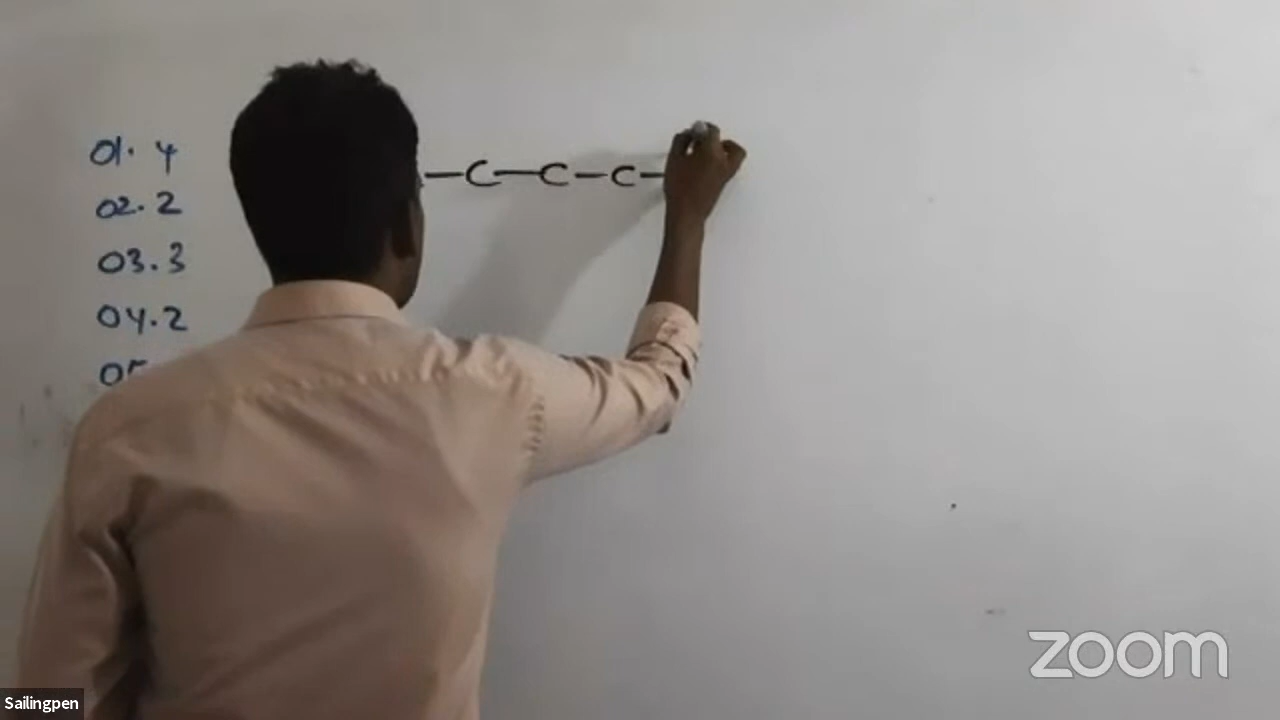 01. 4
02. 2
03. 3
04. 2
–C–C–C–
zoom
Sailingpen